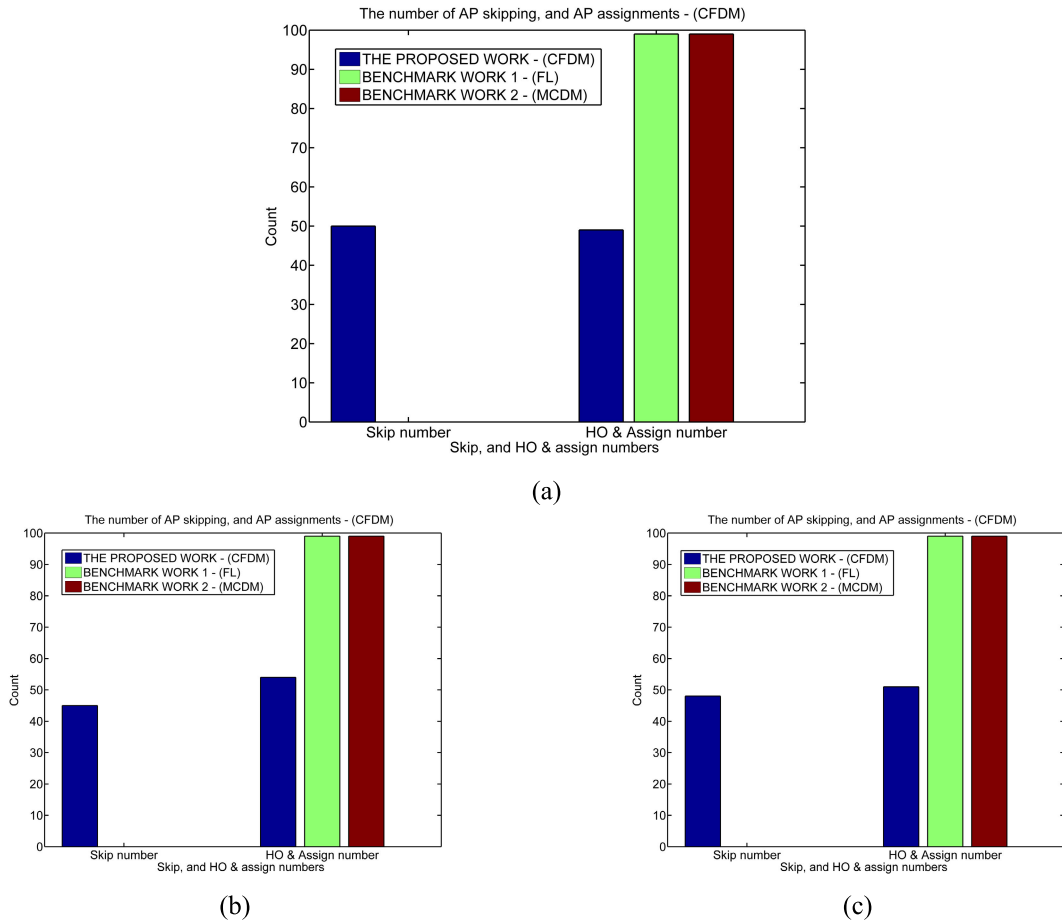 The number of AP skipping, and AP assignments - (CFDM)
100
90
80
70
60
50
40
30
20
10
0
Count
THE PROPOSED WORK - (CFDM)
BENCHMARK WORK 1 - (FL)
BENCHMARK WORK 2 - (MCDM)
Skip number HO & Assign number
Skip, and HO & assign numbers
(a)
The number of AP skipping, and AP assignments - (CFDM)
100
90
80
70
60
50
40
30
20
10
0
Count
THE PROPOSED WORK - (CFDM)
BENCHMARK WORK 1 - (FL)
BENCHMARK WORK 2 - (MCDM)
Skip number HO & Assign number
Skip, and HO & assign numbers
(b)
The number of AP skipping, and AP assignments - (CFDM)
100
90
80
70
60
50
40
30
20
10
0
Count
THE PROPOSED WORK - (CFDM)
BENCHMARK WORK 1 - (FL)
BENCHMARK WORK 2 - (MCDM)
Skip number HO & Assign number
Skip, and HO & assign numbers
(c)